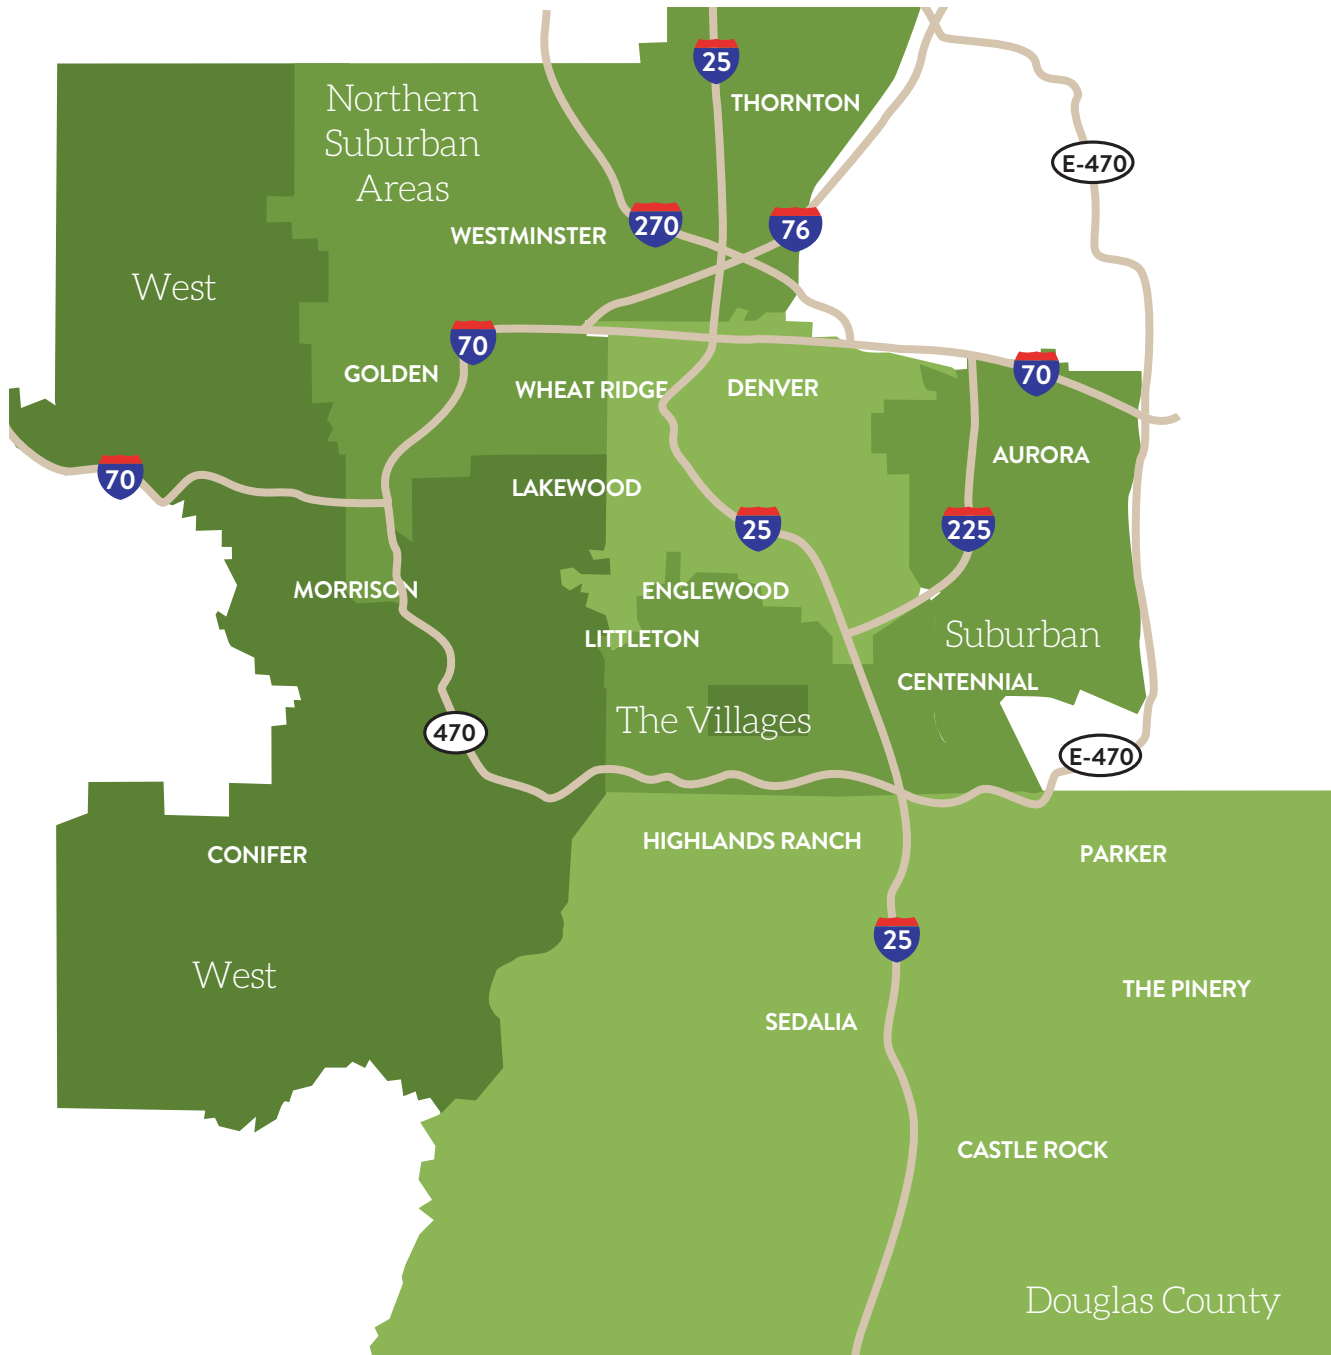 25
THORNTON
Northern
Suburban
Areas
E-470
270
76
WESTMINSTER
West
70
GOLDEN
WHEAT RIDGE
DENVER
70
AURORA
70
LAKEWOOD
25
225
MORRISON
ENGLEWOOD
LITTLETON
Suburban
CENTENNIAL
The Villages
470
E-470
HIGHLANDS RANCH
PARKER
CONIFER
25
West
THE PINERY
SEDALIA
CASTLE ROCK
Douglas County